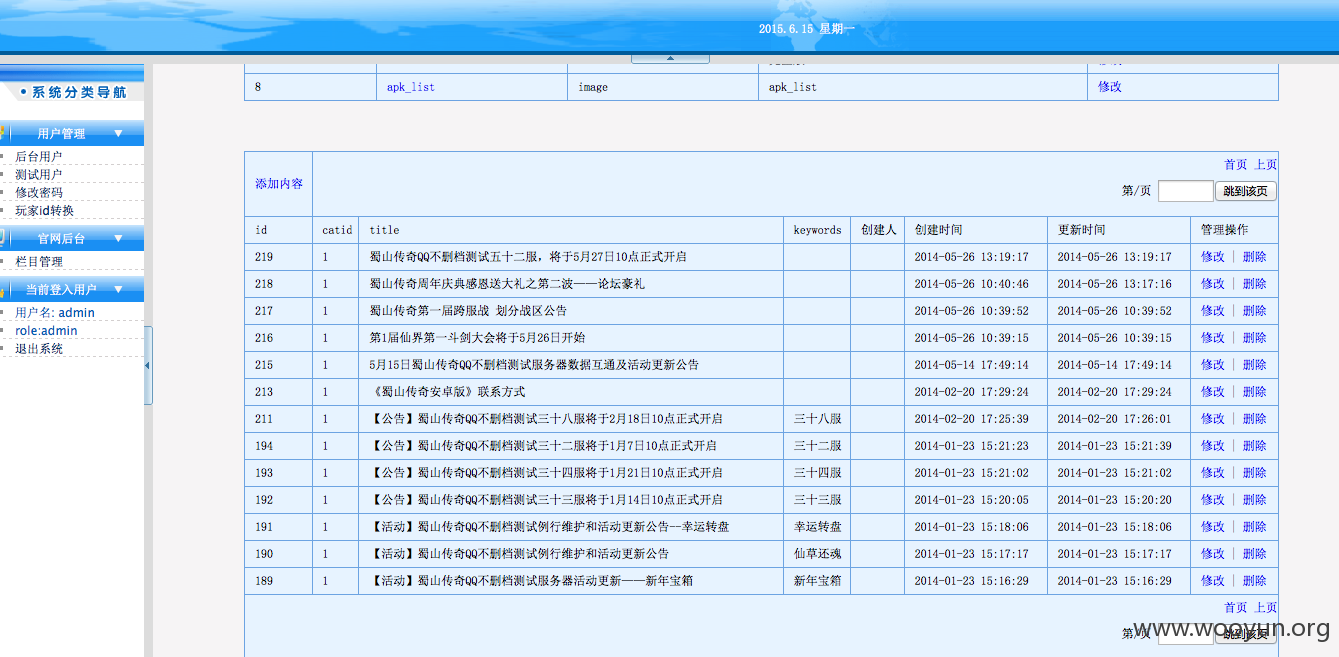 2015.6.15 星期一
系统分类导航
用户管理
后台用户
测试用户
修改密码
玩家id转换
官网后台
栏目管理
当前登入用户
用户名: admin
role:admin
退出系统
8 apk_list image apk_list 修改
添加内容
首页 上页
第/页 跳到该页
id catid title keywords 创建人 创建时间 更新时间 管理操作
219 1 蜀山传奇QQ不删档测试五十二服，将于5月27日10点正式开启 2014-05-26 13:19:17 2014-05-26 13:19:17 修改 | 删除
218 1 蜀山传奇周年庆典感恩送大礼之第二波——论坛豪礼 2014-05-26 10:40:46 2014-05-26 13:17:16 修改 | 删除
217 1 蜀山传奇第一届跨服战 划分战区公告 2014-05-26 10:39:52 2014-05-26 10:39:52 修改 | 删除
216 1 第1届仙界第一斗剑大会将于5月26日开始 2014-05-26 10:39:15 2014-05-26 10:39:15 修改 | 删除
215 1 5月15日蜀山传奇QQ不删档测试服务器数据互通及活动更新公告 2014-05-14 17:49:14 2014-05-14 17:49:14 修改 | 删除
213 1 《蜀山传奇安卓版》联系方式 2014-02-20 17:29:24 2014-02-20 17:29:24 修改 | 删除
211 1 【公告】蜀山传奇QQ不删档测试三十八服将于2月18日10点正式开启 三十八服 2014-02-20 17:25:39 2014-02-20 17:26:01 修改 | 删除
194 1 【公告】蜀山传奇QQ不删档测试三十二服将于1月7日10点正式开启 三十二服 2014-01-23 15:21:23 2014-01-23 15:21:39 修改 | 删除
193 1 【公告】蜀山传奇QQ不删档测试三十四服将于1月21日10点正式开启 三十四服 2014-01-23 15:21:02 2014-01-23 15:21:02 修改 | 删除
192 1 【公告】蜀山传奇QQ不删档测试三十三服将于1月14日10点正式开启 三十三服 2014-01-23 15:20:05 2014-01-23 15:20:20 修改 | 删除
191 1 【活动】蜀山传奇QQ不删档测试例行维护和活动更新公告--幸运转盘 幸运转盘 2014-01-23 15:18:06 2014-01-23 15:18:06 修改 | 删除
190 1 【活动】蜀山传奇QQ不删档测试例行维护和活动更新公告 仙草还魂 2014-01-23 15:17:17 2014-01-23 15:17:17 修改 | 删除
189 1 【活动】蜀山传奇QQ不删档测试服务器活动更新——新年宝箱 新年宝箱 2014-01-23 15:16:29 2014-01-23 15:16:29 修改 | 删除
首页 上页
第/页 跳到该页
www.wooyun.org